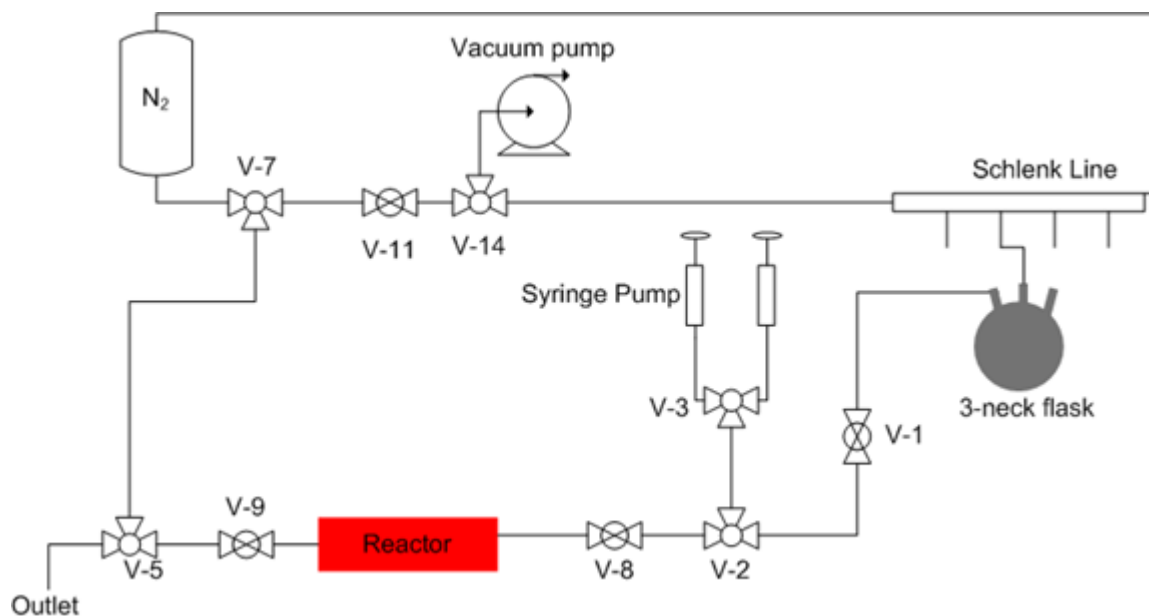 Vacuum pump
N₂
V-7
Schlenk Line
V-11
V-14
Syringe Pump
V-3
3-neck flask
V-1
V-9
Reactor
V-5
V-8
V-2
Outlet